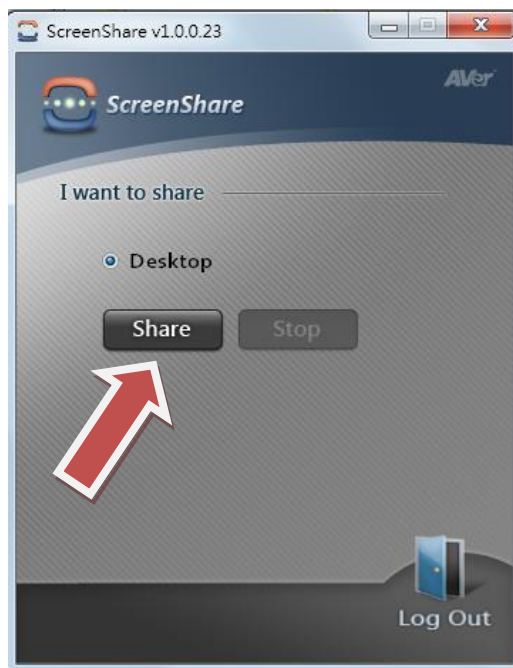 ScreenShare v1.0.0.23
AVer
ScreenShare
I want to share
Desktop
Share Stop
Log Out